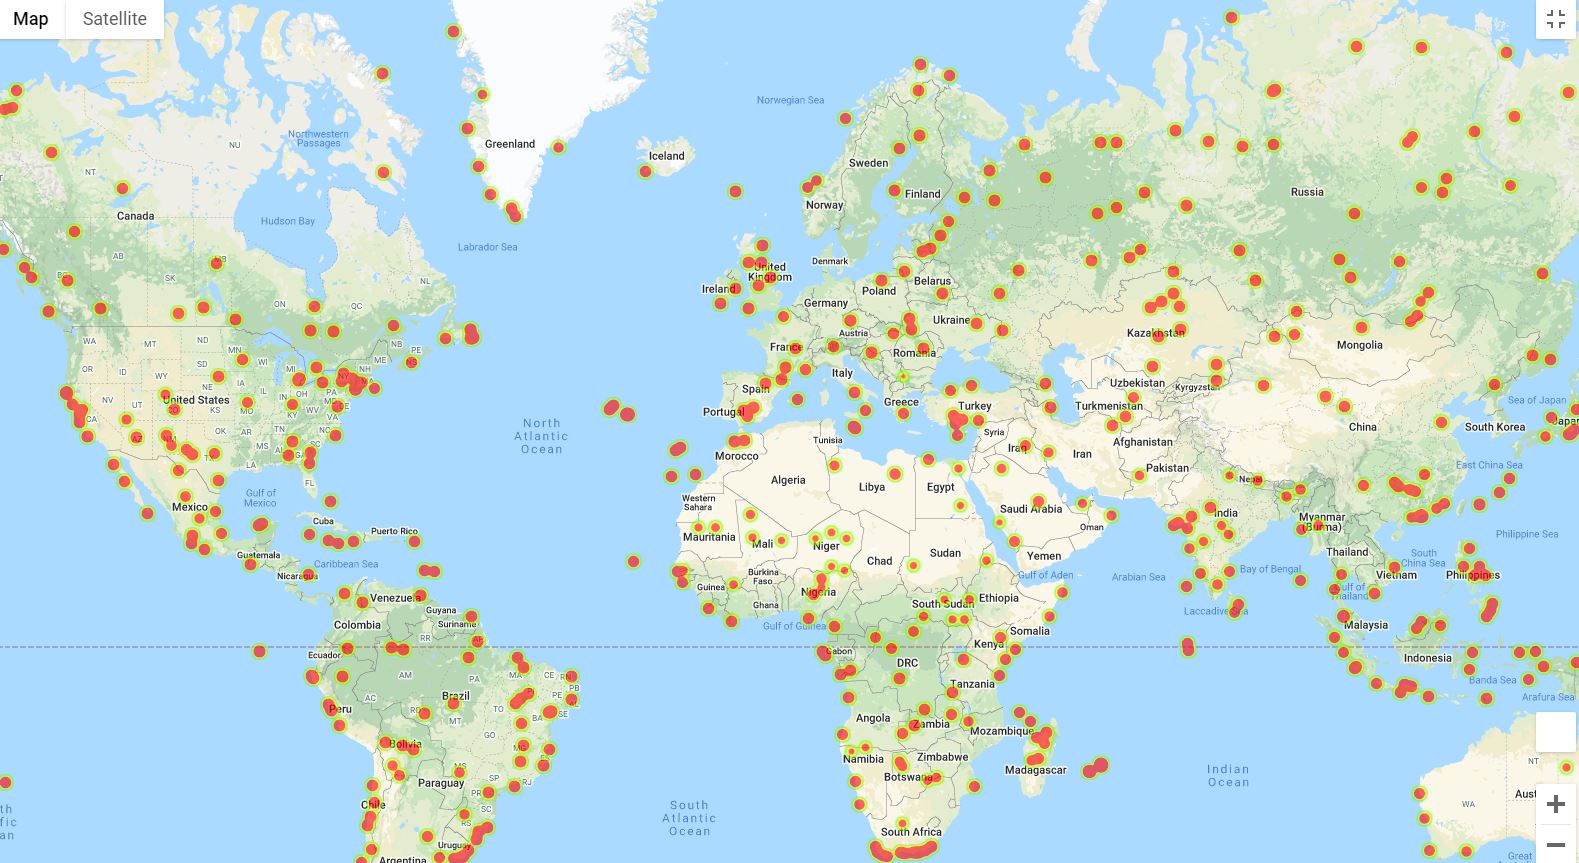 Map
Satellite
Norwegian Sea
Greenland
Iceland
Northwestern
Passages
NU
NT
YT
Sweden
Finland
Norway
Russia
Canada
Hudson Bay
Labrador Sea
AB
BC
SK
NL
ON
QC
PE
NB
NS
United
Kingdom
Ireland
Denmark
Belarus
Poland
Germany
Ukraine
Austria
France
Romania
Kazakhstan
Mongolia
WA
MT
ND
MN
OR
ID
WY
SD
WI
MI
NY
ME
NH
MA
United States
IA
NE
IL
IN
OH
PA
MD
DE
CA
AZ
NM
CO
KS
MO
KY
WV
VA
OK
AR
TN
NC
SC
MS
AL
GA
LA
FL
Italy
Spain
Portugal
Greece
Turkey
Uzbekistan
Kyrgyzstan
Turkmenistan
Syria
Iraq
Iran
Afghanistan
Pakistan
China
South Korea
Sea of Japan
Japan
North
Atlantic
Ocean
Tunisia
Morocco
Algeria
Libya
Egypt
Western
Sahara
Saudi Arabia
Oman
Nepal
India
East China Sea
Myanmar
(Burma)
Philippine Sea
Gulf of
Mexico
Mexico
Cuba
Puerto Rico
Guatemala
Caribbean Sea
Nicaragua
Mauritania
Mali
Niger
Chad
Sudan
Yemen
Gulf of Aden
Arabian Sea
Bay of Bengal
Thailand
Vietnam
South
China Sea
Philippines
Gulf of
Thailand
Laccadive Sea
Burkina
Faso
Guinea
Ghana
Nigeria
South Sudan
Ethiopia
Somalia
Gulf of Guinea
Venezuela
Guyana
Suriname
Colombia
RR
AP
Ecuador
Gabon
DRC
Kenya
Malaysia
Indonesia
Banda Sea
Arafura Sea
AM
PA
MA
CE
RN
PB
PE
PI
AC
TO
Brazil
BA
SE
MT
GO
MG
ES
MS
SP
RJ
PR
SC
RS
Peru
Bolivia
Paraguay
Chile
Uruguay
Argentina
Tanzania
Angola
Zambia
Mozambique
Namibia
Zimbabwe
Botswana
Madagascar
South Africa
Indian
Ocean
South
Atlantic
Ocean
NT
WA
Aust
Great
th
fic
an